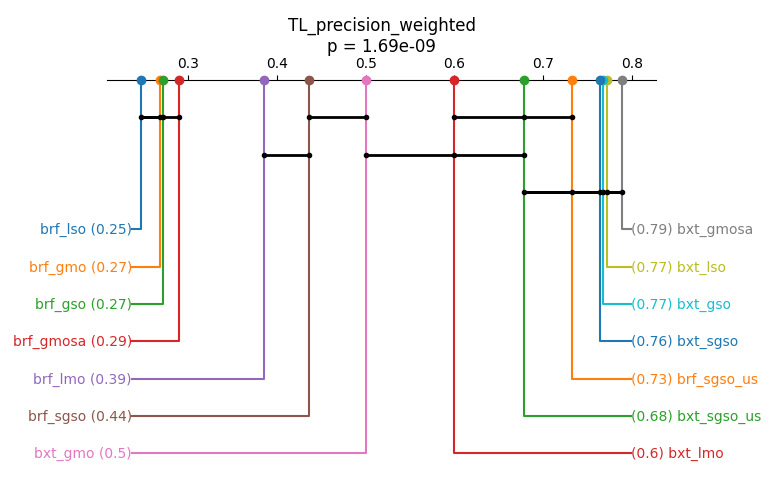 TL_precision_weighted
p = 1.69e-09
0.3 0.4 0.5 0.6 0.7 0.8
brf_lso (0.25) (0.79) bxt_gmosa
brf_gmo (0.27) (0.77) bxt_lso
brf_gso (0.27) (0.77) bxt_gso
brf_gmosa (0.29) (0.76) bxt_sgso
brf_lmo (0.39) (0.73) brf_sgso_us
brf_sgso (0.44) (0.68) bxt_sgso_us
bxt_gmo (0.5) (0.6) bxt_lmo